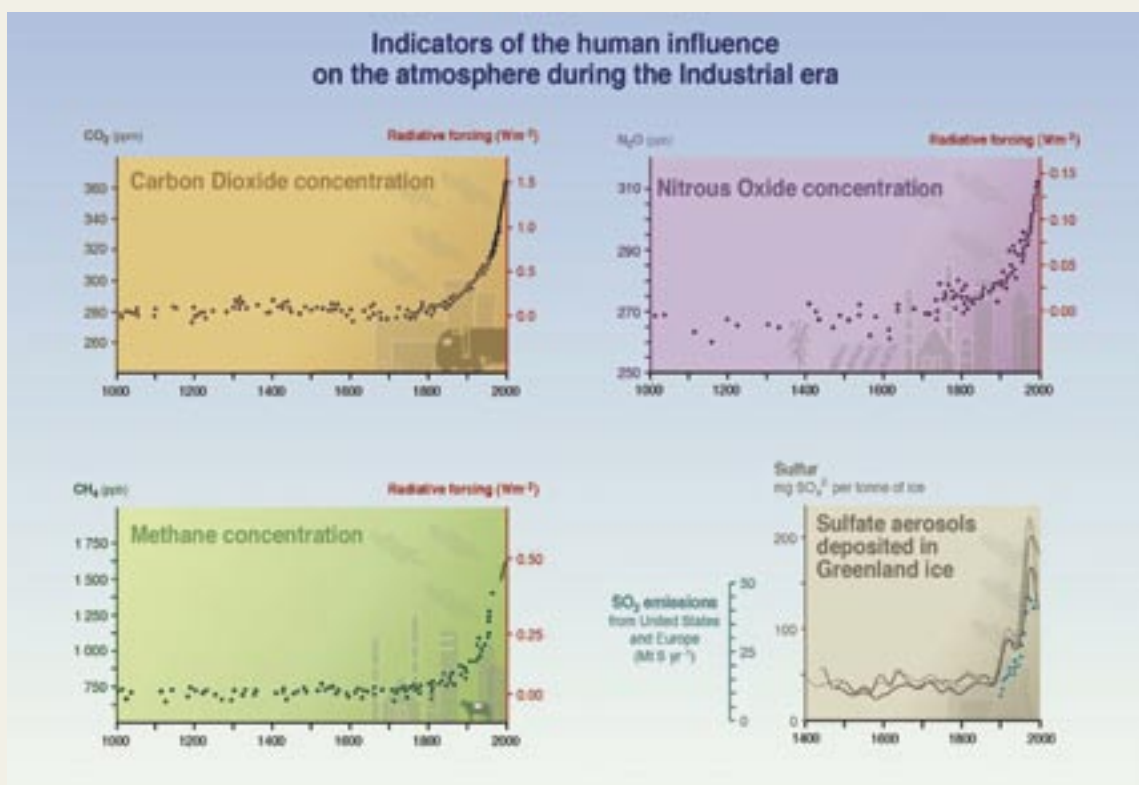 Indicators of the human influence
on the atmosphere during the Industrial era
CO₂ (ppm)
Radiative forcing (Wm⁻²)
Carbon Dioxide concentration
360
340
320
300
280
260
1.5
1.0
0.5
0.0
1000 1200 1400 1600 1800 2000
N₂O
Radiative forcing (Wm⁻²)
Nitrous Oxide concentration
310
290
270
250
0.15
0.10
0.05
0.00
1000 1200 1400 1600 1800 2000
CH₄ (ppb)
Radiative forcing (Wm⁻²)
Methane concentration
1 750
1 500
1 250
1 000
750
0.50
0.25
0.00
1000 1200 1400 1600 1800 2000
Sulfur
mg SO₄²⁻ per tonne of ice
Sulfate aerosols
deposited in
Greenland ice
200
100
0
SO₂ emissions
from United States
and Europe
(Mt S yr⁻¹)
50
25
0
1400 1600 1800 2000